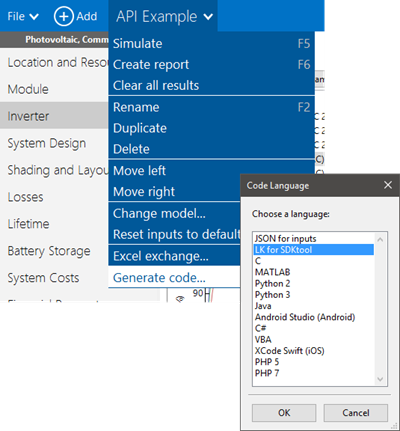 File
Add
API Example
Photovoltaic, Comm
Location and Resou
Module
Inverter
System Design
Shading and Layou
Losses
Lifetime
Battery Storage
System Costs
Simulate F5
Create report F6
Clear all results
Rename F2
Duplicate
Delete
Move left
Move right
Change model...
Reset inputs to default
Excel exchange...
Generate code...
90
Code Language
Choose a language:
JSON for inputs
LK for SDKtool
C
MATLAB
Python 2
Python 3
Java
Android Studio (Android)
C#
VBA
XCode Swift (iOS)
PHP 5
PHP 7
OK
Cancel